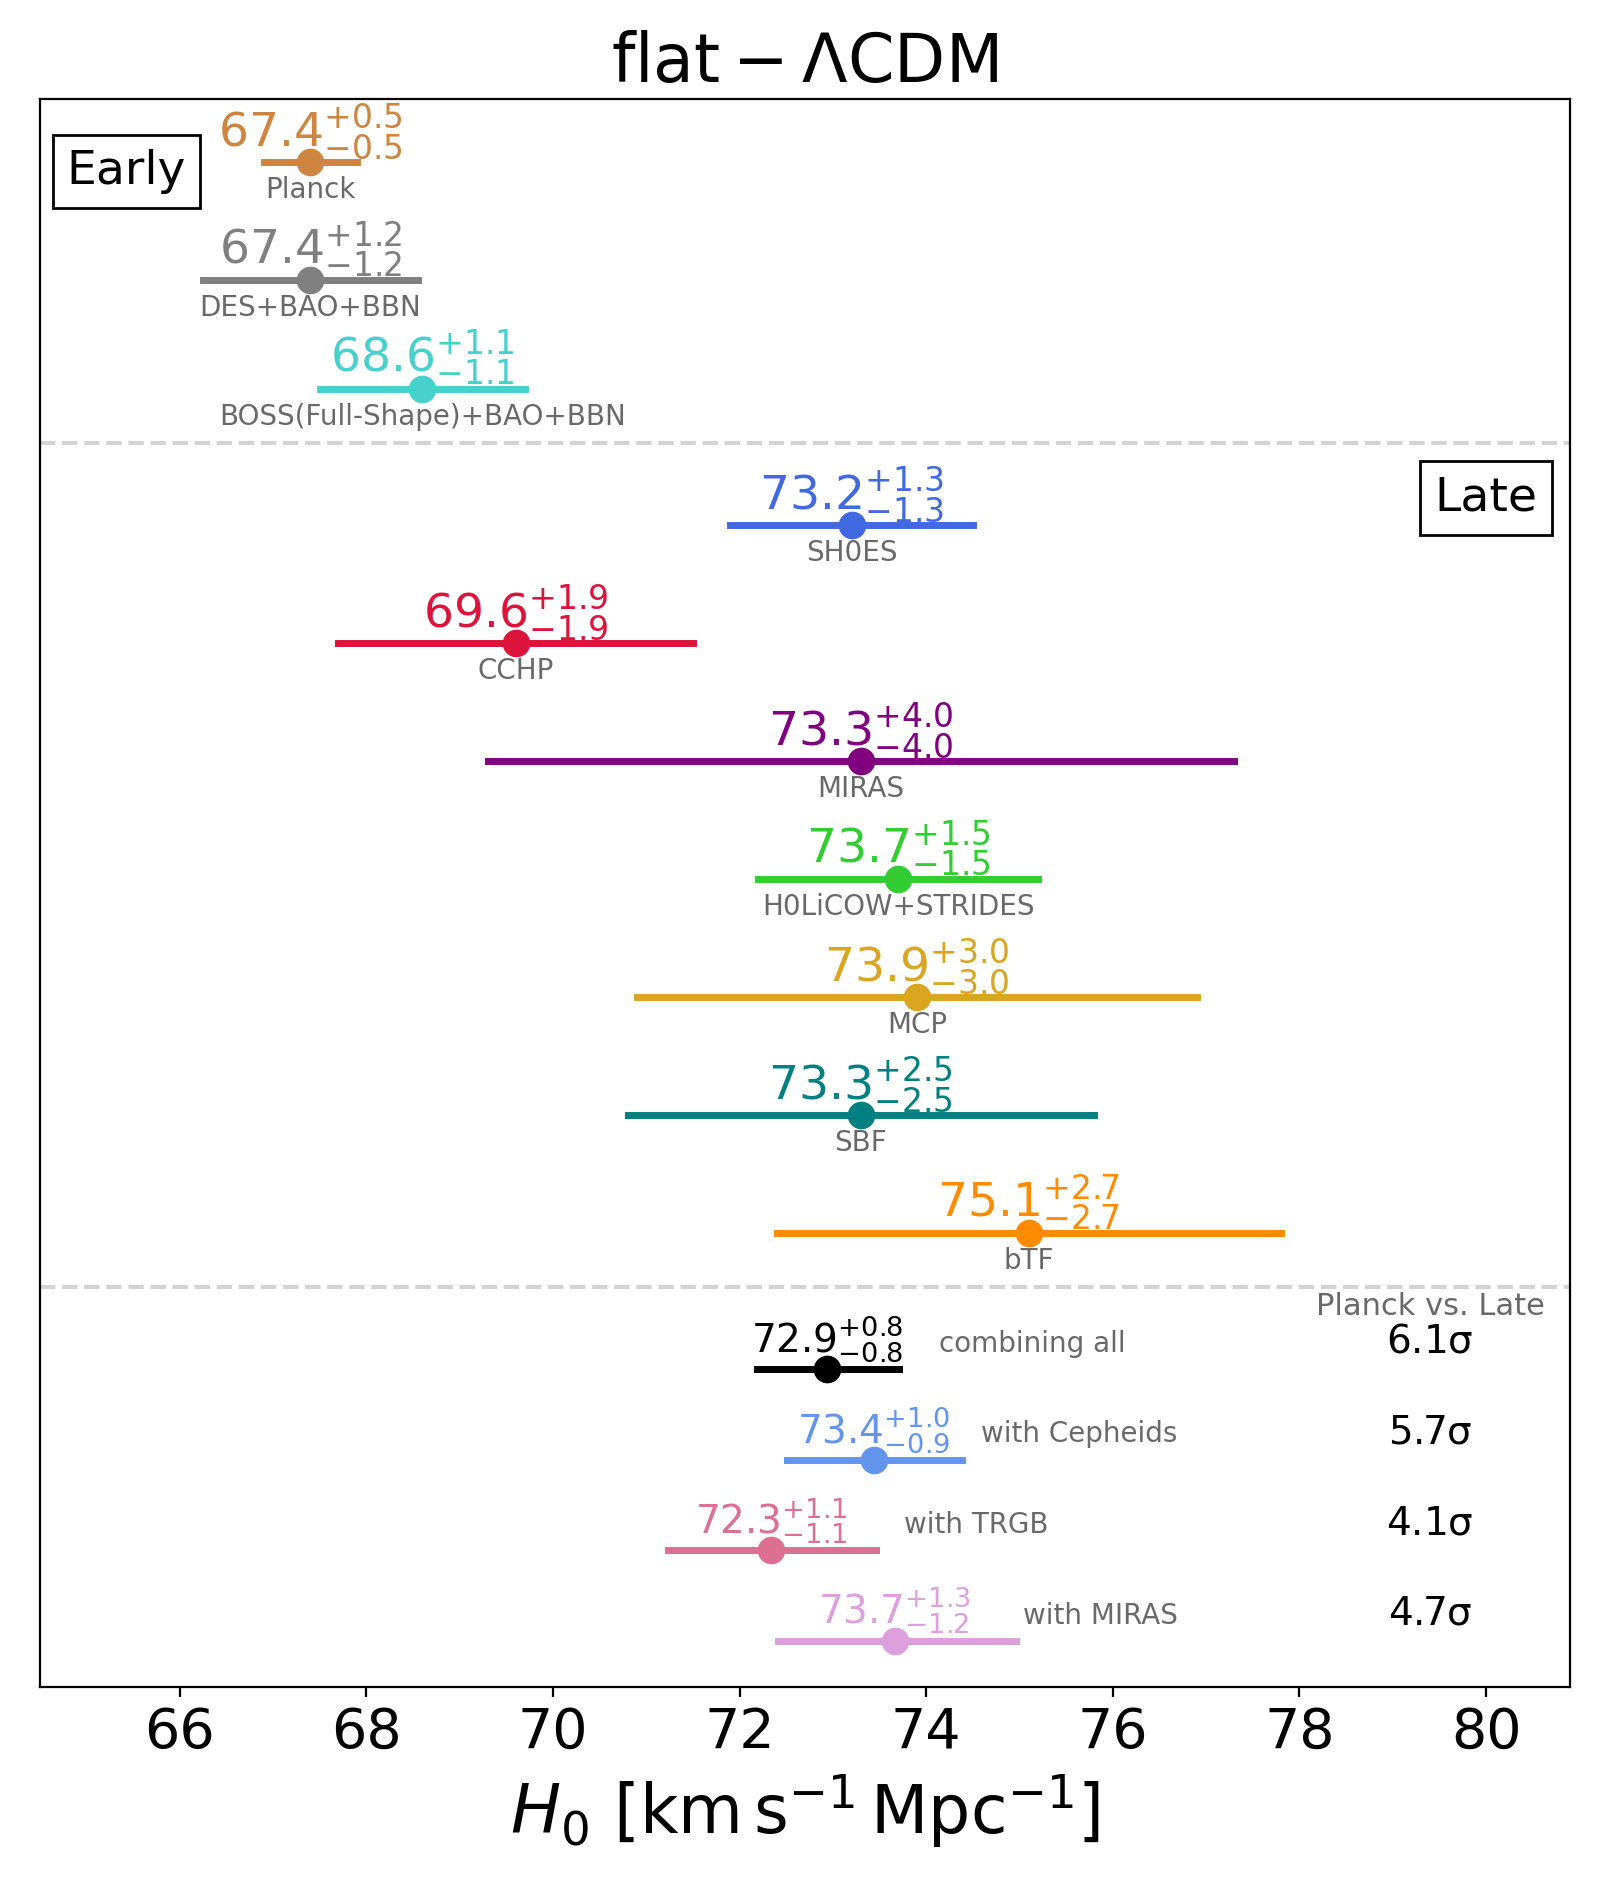 flat − ΛCDM
Early
67.4+0.5−0.5
Planck
67.4+1.2−1.2
DES+BAO+BBN
68.6+1.1−1.1
BOSS(Full-Shape)+BAO+BBN
Late
73.2+1.3−1.3
SH0ES
69.6+1.9−1.9
CCHP
73.3+4.0−4.0
MIRAS
73.7+1.5−1.5
H0LiCOW+STRIDES
73.9+3.0−3.0
MCP
73.3+2.5−2.5
SBF
75.1+2.7−2.7
bTF
Planck vs. Late
72.9+0.8−0.8 combining all 6.1σ
73.4+1.0−0.9 with Cepheids 5.7σ
72.3+1.1−1.1 with TRGB 4.1σ
73.7+1.3−1.2 with MIRAS 4.7σ
66 68 70 72 74 76 78 80
H₀ [km s⁻¹ Mpc⁻¹]